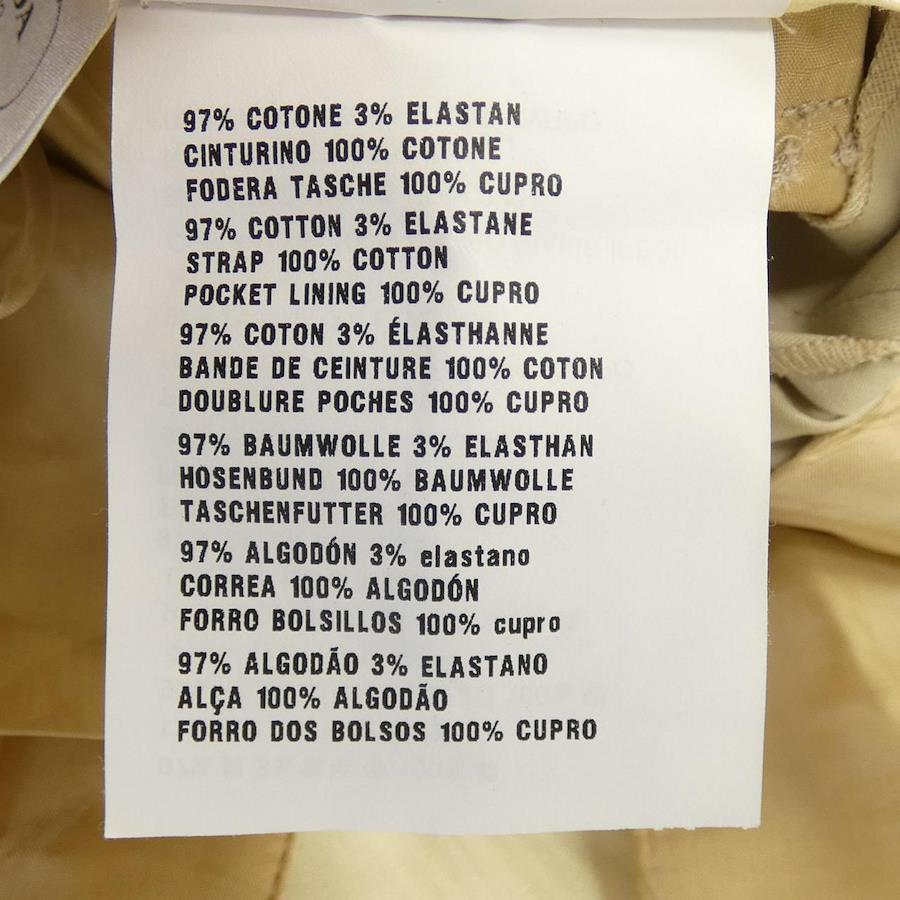 97% COTONE 3% ELASTAN
CINTURINO 100% COTONE
FODERA TASCHE 100% CUPRO
97% COTTON 3% ELASTANE
STRAP 100% COTTON
POCKET LINING 100% CUPRO
97% COTON 3% ÉLASTHANNE
BANDE DE CEINTURE 100% COTON
DOUBLURE POCHES 100% CUPRO
97% BAUMWOLLE 3% ELASTHAN
HOSENBUND 100% BAUMWOLLE
TASCHENFUTTER 100% CUPRO
97% ALGODÓN 3% elastano
CORREA 100% ALGODÓN
FORRO BOLSILLOS 100% cupro
97% ALGODÃO 3% ELASTANO
ALÇA 100% ALGODÃO
FORRO DOS BOLSOS 100% CUPRO